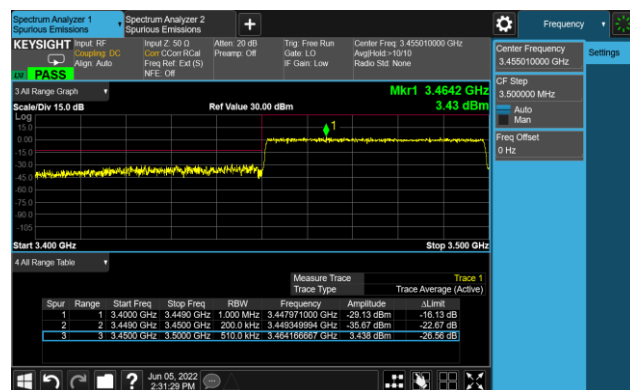 Spectrum Analyzer 1
Spurious Emissions
Spectrum Analyzer 2
Spurious Emissions
Frequency
KEYSIGHT
Input: RF
Coupling: DC
Align: Auto
Input Z: 50 Ω
Corr CCorr RCal
Freq Ref: Ext (S)
NFE: Off
Atten: 20 dB
Preamp: Off
Trig: Free Run
Gate: LO
IF Gain: Low
Center Freq: 3.455010000 GHz
Avg|Hold:>10/10
Radio Std: None
PASS
3 All Range Graph
Mkr1 3.4642 GHz
Scale/Div 15.0 dB
Ref Value 30.00 dBm
3.43 dBm
Log
15.0
0.00
-15.0
-30.0
-45.0
-60.0
-75.0
-90.0
-105
1
Start 3.400 GHz
Stop 3.500 GHz
4 All Range Table
Measure Trace Trace 1
Trace Type Trace Average (Active)
Spur Range Start Freq Stop Freq RBW Frequency Amplitude ΔLimit
1 1 3.4000 GHz 3.4490 GHz 1.000 MHz 3.447971000 GHz -29.13 dBm -16.13 dB
2 2 3.4490 GHz 3.4500 GHz 200.0 kHz 3.449349994 GHz -35.67 dBm -22.67 dB
3 3 3.4500 GHz 3.5000 GHz 510.0 kHz 3.464166667 GHz 3.438 dBm -26.56 dB
Center Frequency
3.455010000 GHz
Settings
CF Step
3.500000 MHz
Auto
Man
Freq Offset
0 Hz
Jun 05, 2022
2:31:29 PM